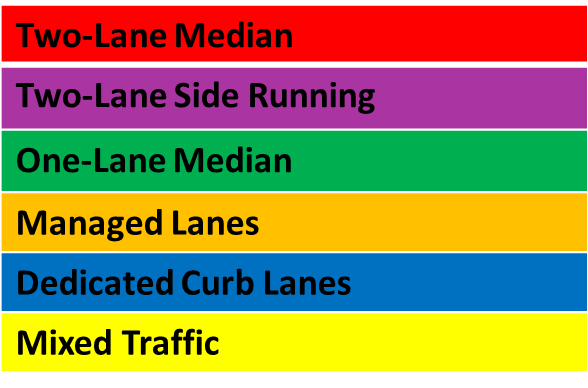 Two-Lane Median
Two-Lane Side Running
One-Lane Median
Managed Lanes
Dedicated Curb Lanes
Mixed Traffic